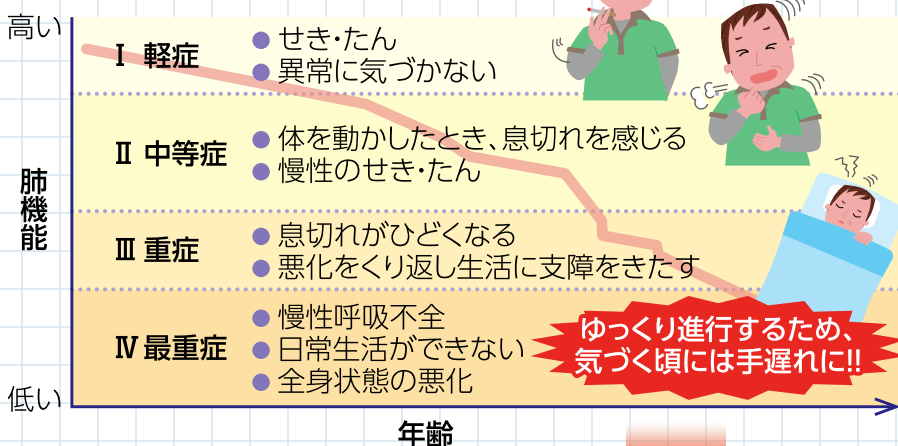 高い
Ⅰ 軽症
● せき・たん
● 異常に気づかない
Ⅱ 中等症
● 体を動かしたとき、息切れを感じる
● 慢性のせき・たん
肺機能
Ⅲ 重症
● 息切れがひどくなる
● 悪化をくり返し生活に支障をきたす
Ⅳ 最重症
● 慢性呼吸不全
● 日常生活ができない
● 全身状態の悪化
ゆっくり進行するため、
気づく頃には手遅れに!!
低い
年齢